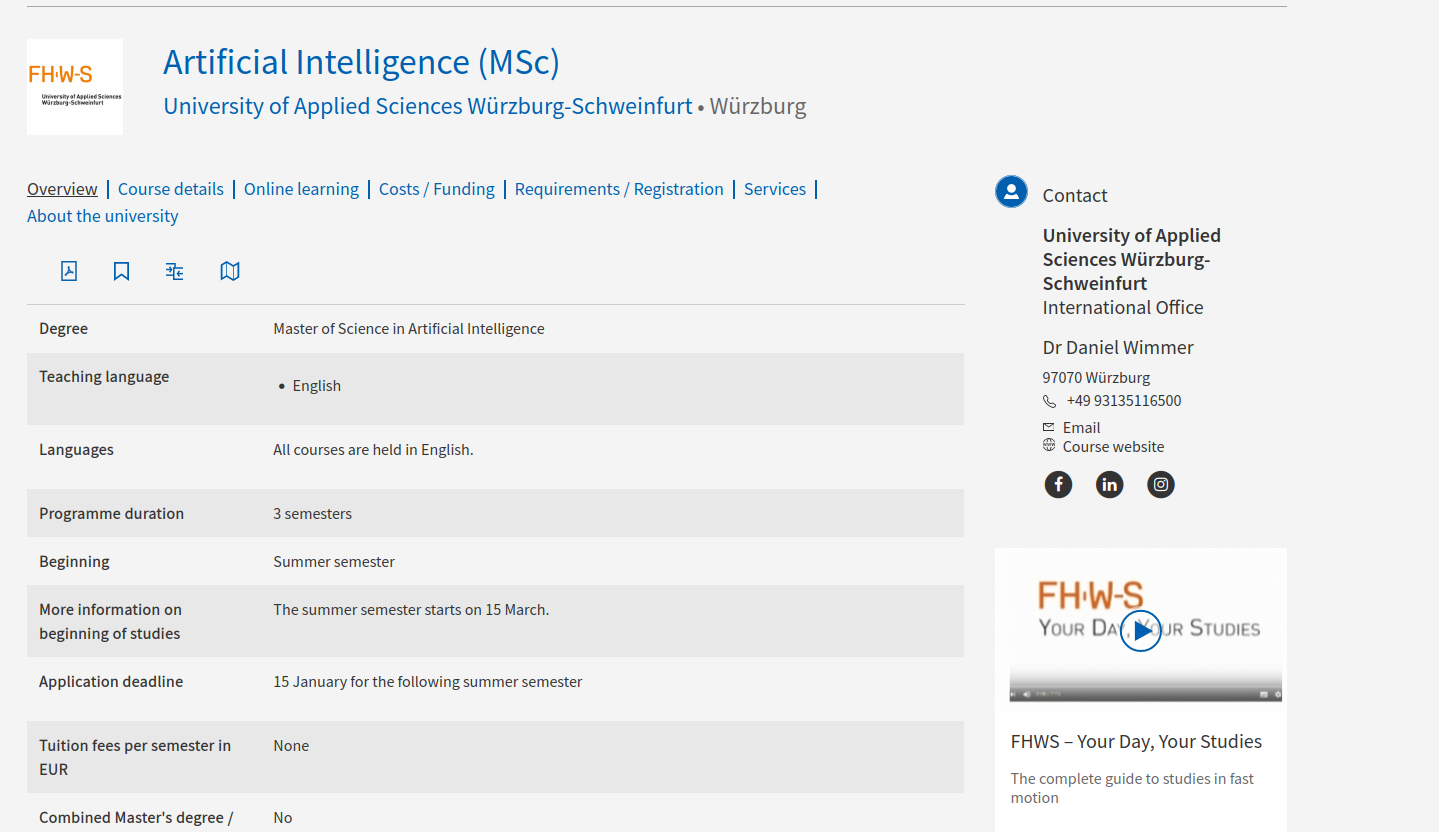 FH·W-S
University of Applied Sciences
Würzburg-Schweinfurt
Artificial Intelligence (MSc)
University of Applied Sciences Würzburg-Schweinfurt • Würzburg
Overview | Course details | Online learning | Costs / Funding | Requirements / Registration | Services |
About the university
Degree Master of Science in Artificial Intelligence
Teaching language • English
Languages All courses are held in English.
Programme duration 3 semesters
Beginning Summer semester
More information on The summer semester starts on 15 March.
beginning of studies
Application deadline 15 January for the following summer semester
Tuition fees per semester in None
EUR
Combined Master's degree / No
Contact
University of Applied
Sciences Würzburg-
Schweinfurt
International Office
Dr Daniel Wimmer
97070 Würzburg
+49 93135116500
Email
Course website
FH·W-S
YOUR DAY, YOUR STUDIES
FHWS – Your Day, Your Studies
The complete guide to studies in fast
motion